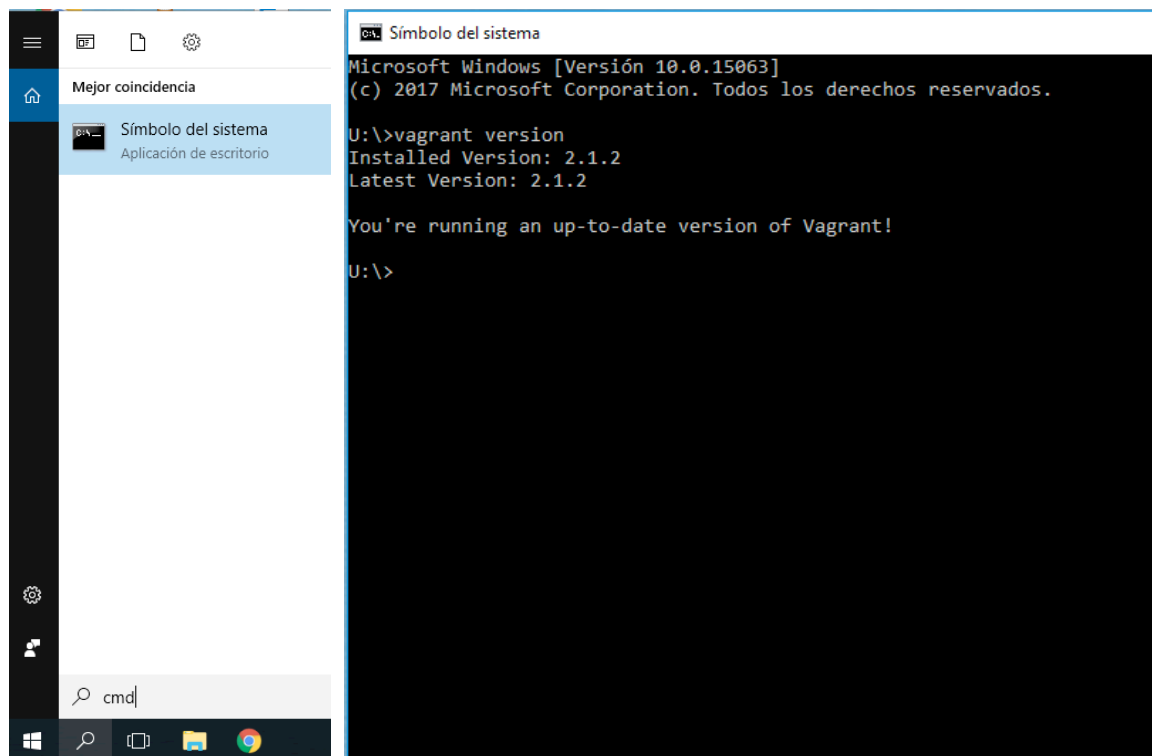 Mejor coincidencia
Símbolo del sistema
Aplicación de escritorio
cmd
Símbolo del sistema
Microsoft Windows [Versión 10.0.15063]
(c) 2017 Microsoft Corporation. Todos los derechos reservados.
U:\>vagrant version
Installed Version: 2.1.2
Latest Version: 2.1.2
You're running an up-to-date version of Vagrant!
U:\>